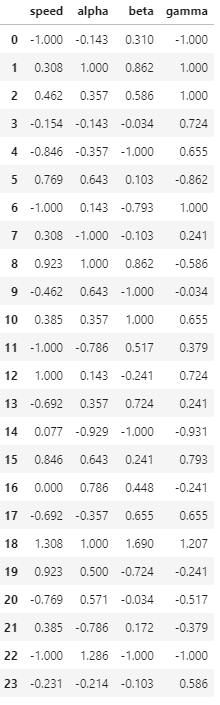 speed alpha beta gamma
0 -1.000 -0.143 0.310 -1.000
1 0.308 1.000 0.862 1.000
2 0.462 0.357 0.586 1.000
3 -0.154 -0.143 -0.034 0.724
4 -0.846 -0.357 -1.000 0.655
5 0.769 0.643 0.103 -0.862
6 -1.000 0.143 -0.793 1.000
7 0.308 -1.000 -0.103 0.241
8 0.923 1.000 0.862 -0.586
9 -0.462 0.643 -1.000 -0.034
10 0.385 0.357 1.000 0.655
11 -1.000 -0.786 0.517 0.379
12 1.000 0.143 -0.241 0.724
13 -0.692 0.357 0.724 0.241
14 0.077 -0.929 -1.000 -0.931
15 0.846 0.643 0.241 0.793
16 0.000 0.786 0.448 -0.241
17 -0.692 -0.357 0.655 0.655
18 1.308 1.000 1.690 1.207
19 0.923 0.500 -0.724 -0.241
20 -0.769 0.571 -0.034 -0.517
21 0.385 -0.786 0.172 -0.379
22 -1.000 1.286 -1.000 -1.000
23 -0.231 -0.214 -0.103 0.586